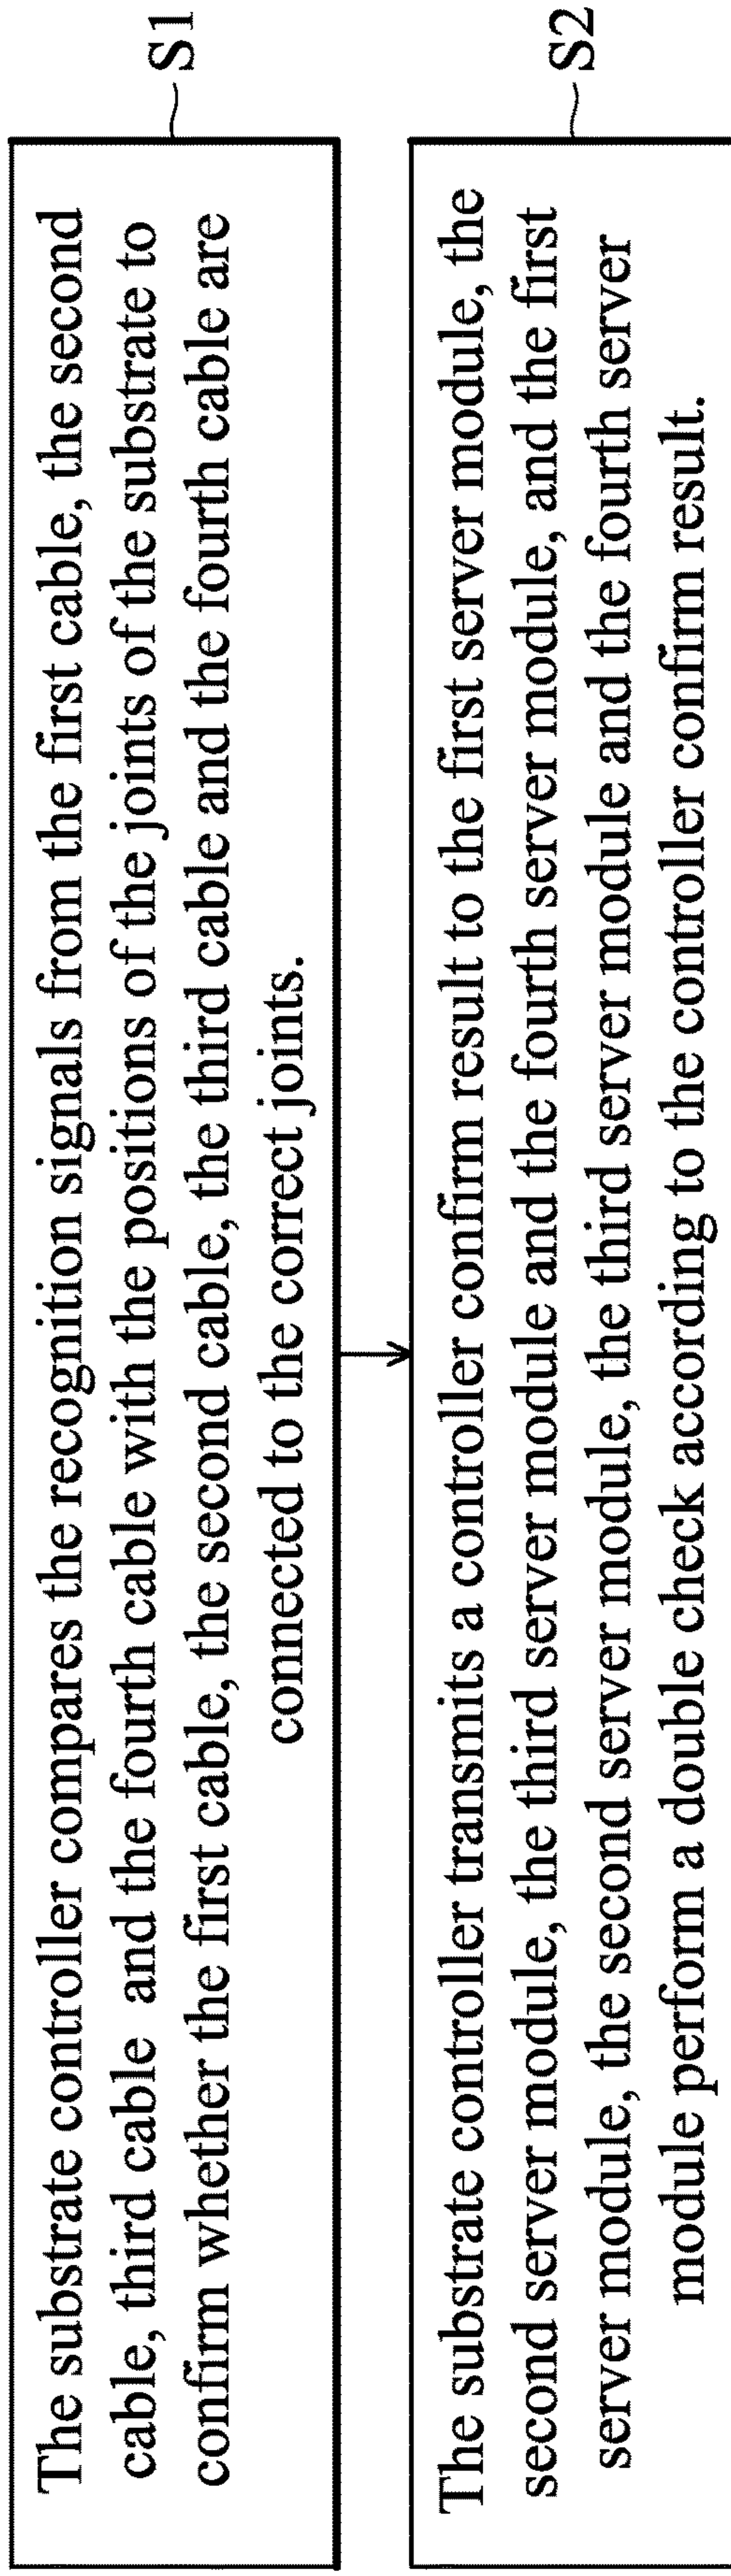 The substrate controller compares the recognition signals from the first cable, the second
cable, third cable and the fourth cable with the positions of the joints of the substrate to
confirm whether the first cable, the second cable, the third cable and the fourth cable are
connected to the correct joints.
S1
The substrate controller transmits a controller confirm result to the first server module, the
second server module, the third server module and the fourth server module, and the first
server module, the second server module, the third server module and the fourth server
module perform a double check according to the controller confirm result.
S2